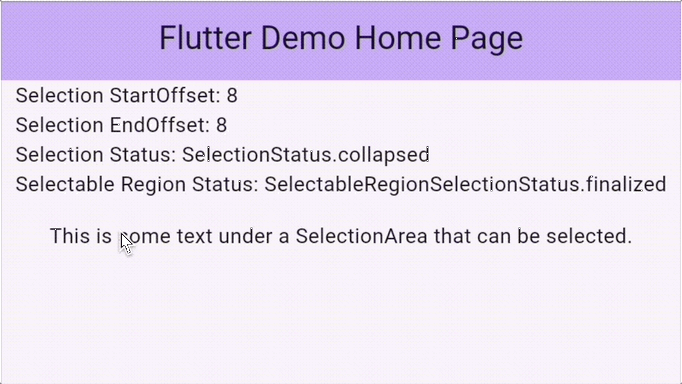 Flutter Demo Home Page
Selection StartOffset: 8
Selection EndOffset: 8
Selection Status: SelectionStatus.collapsed
Selectable Region Status: SelectableRegionSelectionStatus.finalized
This is some text under a SelectionArea that can be selected.